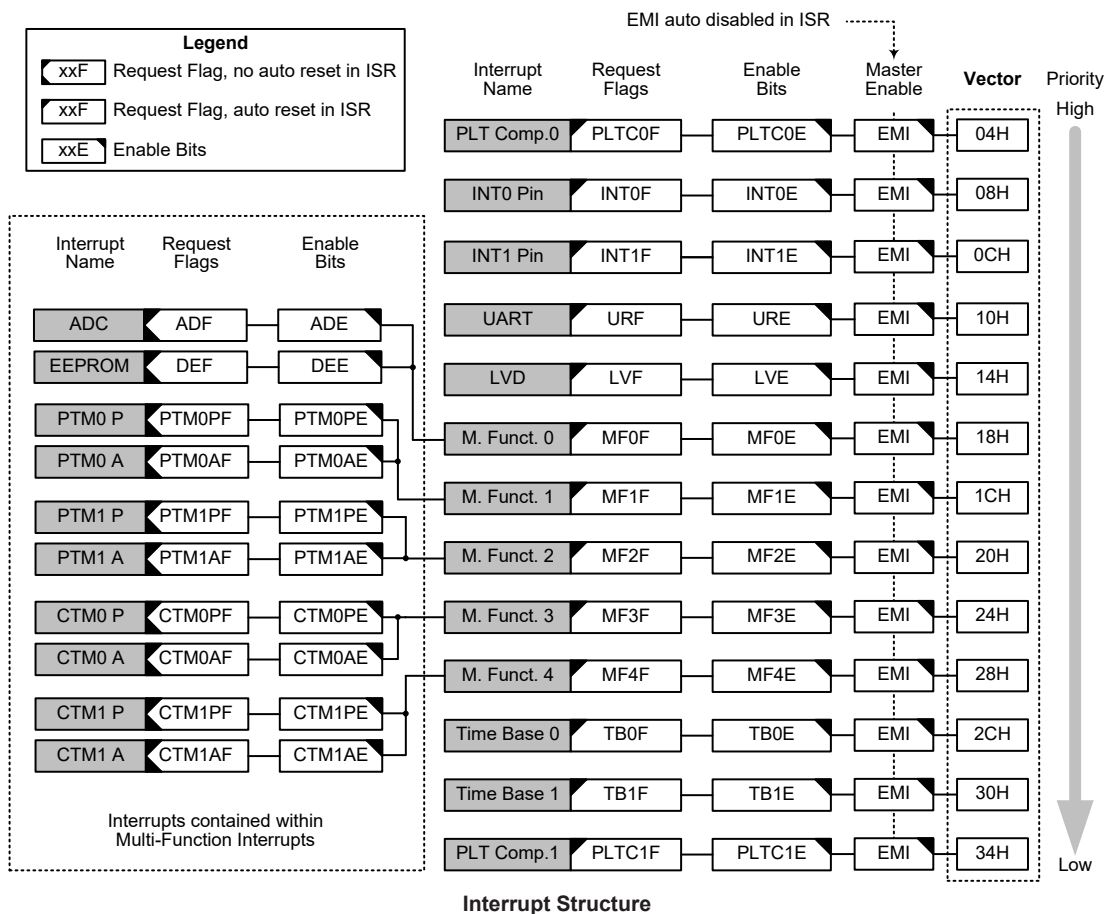 EMI auto disabled in ISR
Legend
xxF Request Flag, no auto reset in ISR
xxF Request Flag, auto reset in ISR
xxE Enable Bits
Interrupt Name Request Flags Enable Bits Master Enable Vector Priority
High
PLT Comp.0 PLTC0F PLTC0E EMI 04H
INT0 Pin INT0F INT0E EMI 08H
INT1 Pin INT1F INT1E EMI 0CH
UART URF URE EMI 10H
LVD LVF LVE EMI 14H
M. Funct. 0 MF0F MF0E EMI 18H
M. Funct. 1 MF1F MF1E EMI 1CH
M. Funct. 2 MF2F MF2E EMI 20H
M. Funct. 3 MF3F MF3E EMI 24H
M. Funct. 4 MF4F MF4E EMI 28H
Time Base 0 TB0F TB0E EMI 2CH
Time Base 1 TB1F TB1E EMI 30H
PLT Comp.1 PLTC1F PLTC1E EMI 34H
Low
Interrupt Name Request Flags Enable Bits
ADC ADF ADE
EEPROM DEF DEE
PTM0 P PTM0PF PTM0PE
PTM0 A PTM0AF PTM0AE
PTM1 P PTM1PF PTM1PE
PTM1 A PTM1AF PTM1AE
CTM0 P CTM0PF CTM0PE
CTM0 A CTM0AF CTM0AE
CTM1 P CTM1PF CTM1PE
CTM1 A CTM1AF CTM1AE
Interrupts contained within
Multi-Function Interrupts
Interrupt Structure